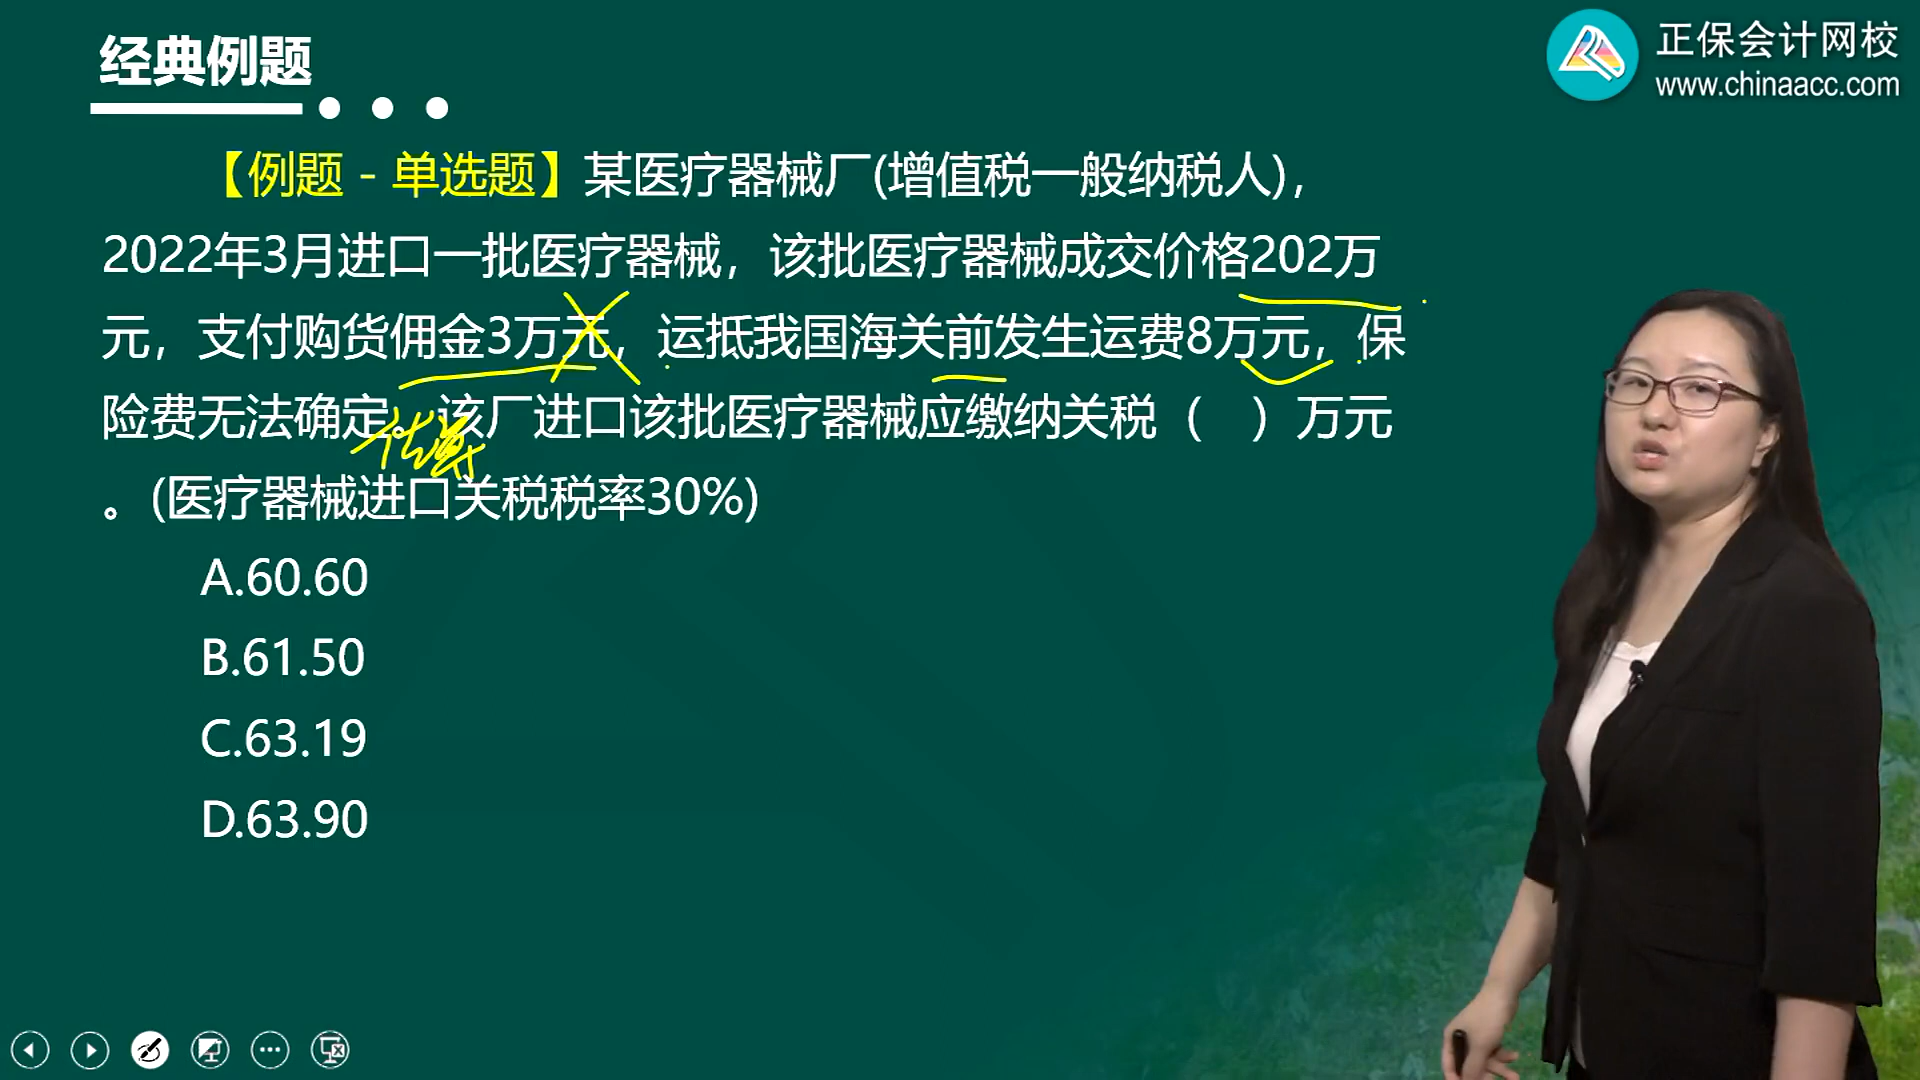 经典例题
正保会计网校
www.chinaacc.com
【例题 - 单选题】某医疗器械厂(增值税一般纳税人)，
2022年3月进口一批医疗器械，该批医疗器械成交价格202万
元，支付购货佣金3万元，运抵我国海关前发生运费8万元，保
险费无法确定。该厂进口该批医疗器械应缴纳关税（ ）万元
。(医疗器械进口关税税率30%)
A.60.60
B.61.50
C.63.19
D.63.90